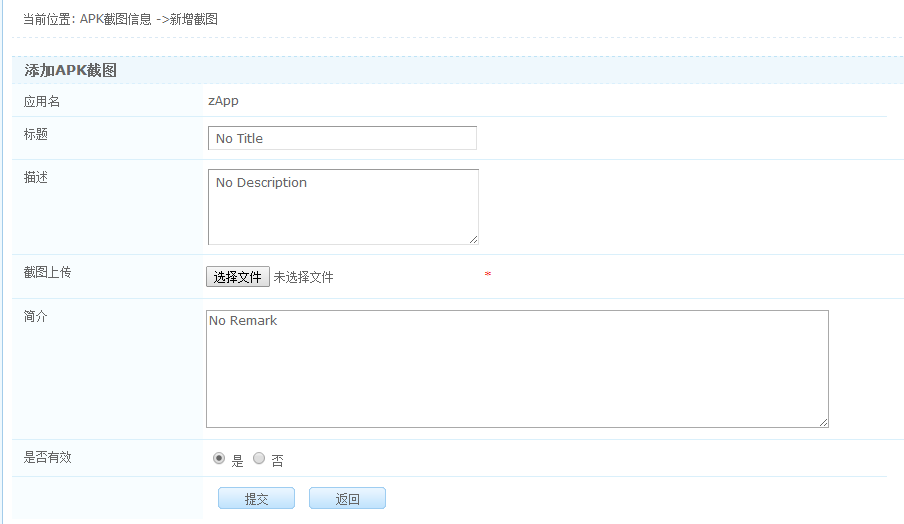 当前位置: APK截图信息 ->新增截图
添加APK截图
应用名 zApp
标题 No Title
描述 No Description
截图上传 选择文件 未选择文件 *
简介 No Remark
是否有效 是 否
提交 返回